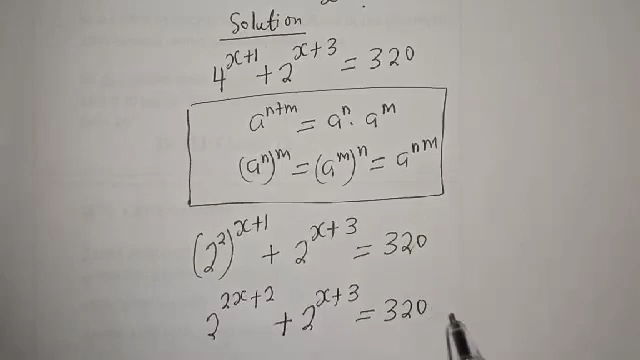 Solution
4^{x+1} + 2^{x+3} = 320
a^{n+m} = a^n · a^m
(a^n)^m = (a^m)^n = a^{nm}
(2^2)^{x+1} + 2^{x+3} = 320
2^{2x+2} + 2^{x+3} = 320